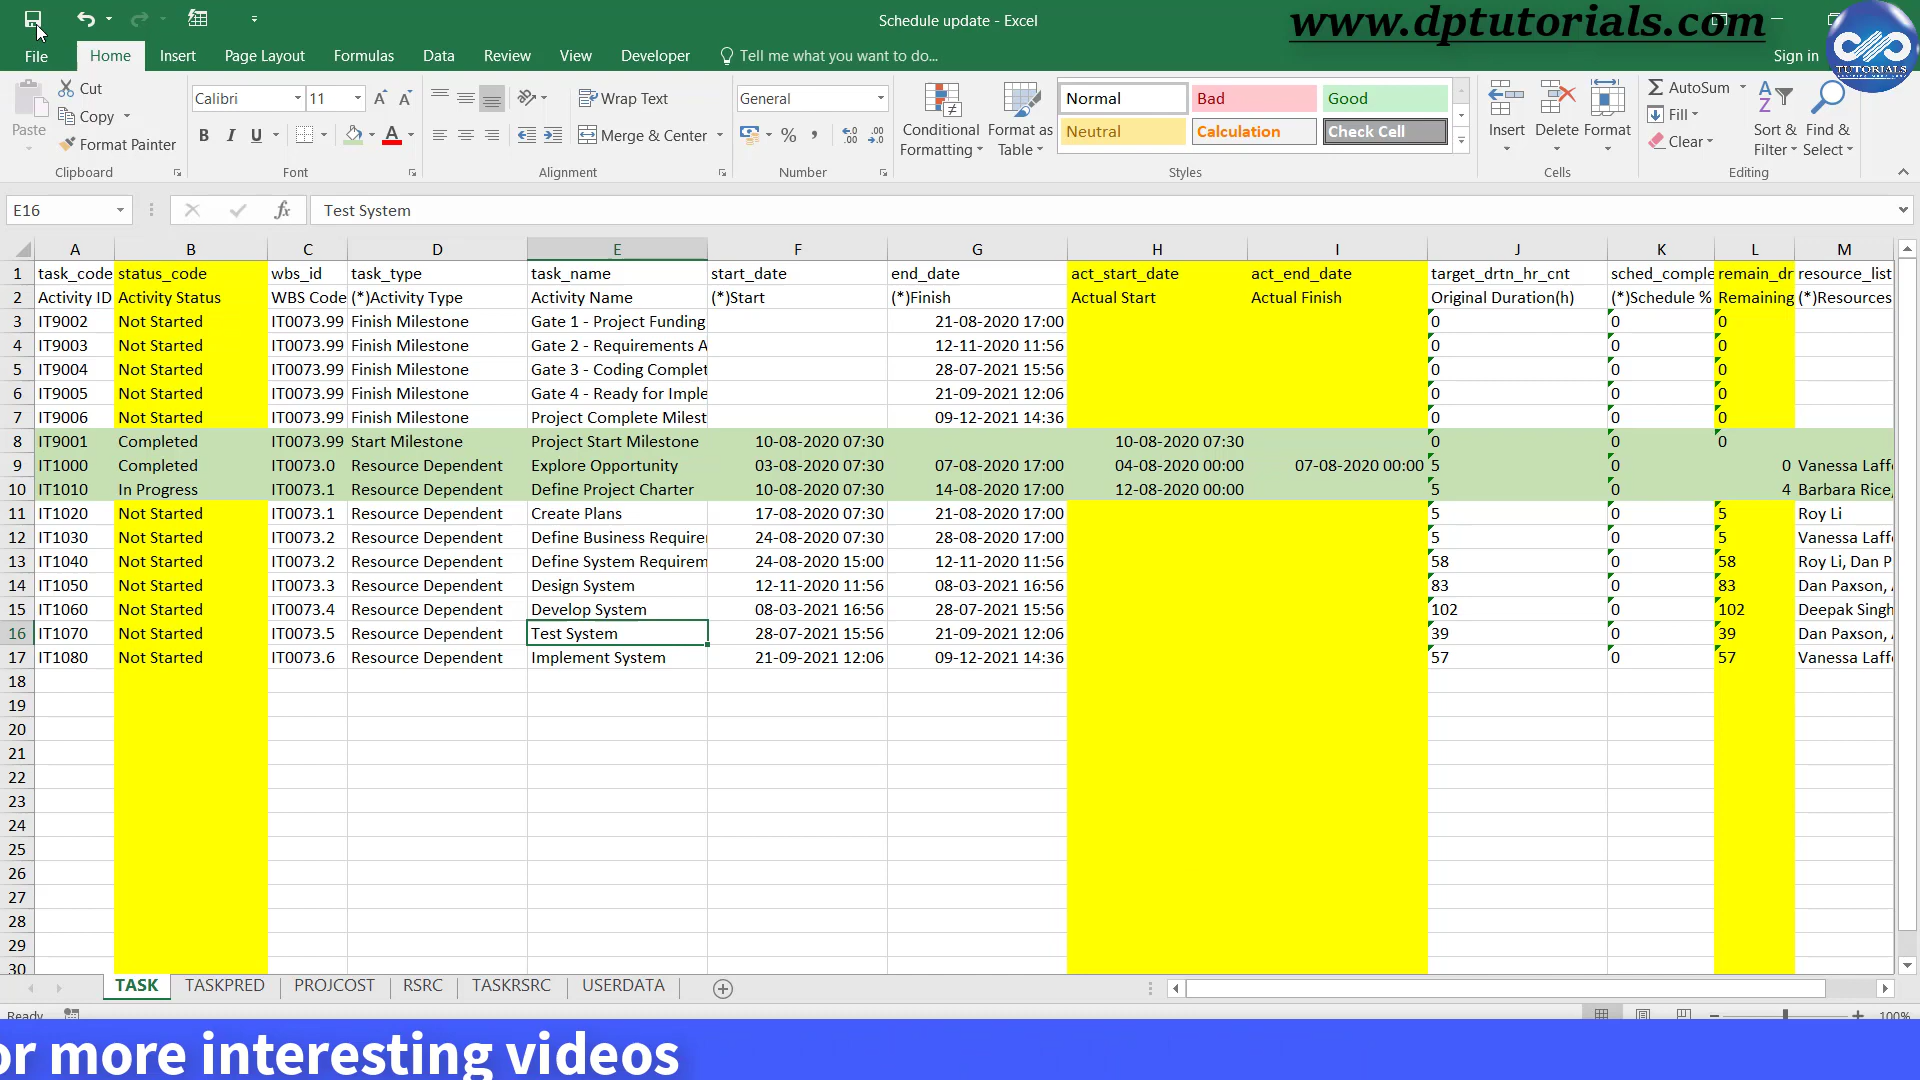 Schedule update - Excel
www.dptutorials.com
TUTORIALS
File Home Insert Page Layout Formulas Data Review View Developer Tell me what you want to do... Sign in
Paste Cut Copy Format Painter Clipboard
Calibri 11 B I U A A A Font
Wrap Text Merge & Center Alignment
General % , Number
Conditional Formatting Format as Table
Normal Bad Good
Neutral Calculation Check Cell
Styles
Insert Delete Format Cells
AutoSum Fill Clear Sort & Filter Find & Select Editing
E16 fx Test System
A B C D E F G H I J K L M
1 task_code status_code wbs_id task_type task_name start_date end_date act_start_date act_end_date target_drtn_hr_cnt sched_comple remain_dr resource_list
2 Activity ID Activity Status WBS Code (*)Activity Type Activity Name (*)Start (*)Finish Actual Start Actual Finish Original Duration(h) (*)Schedule % Remaining (*)Resources
3 IT9002 Not Started IT0073.99 Finish Milestone Gate 1 - Project Funding 21-08-2020 17:00 0 0 0
4 IT9003 Not Started IT0073.99 Finish Milestone Gate 2 - Requirements A 12-11-2020 11:56 0 0 0
5 IT9004 Not Started IT0073.99 Finish Milestone Gate 3 - Coding Complet 28-07-2021 15:56 0 0 0
6 IT9005 Not Started IT0073.99 Finish Milestone Gate 4 - Ready for Imple 21-09-2021 12:06 0 0 0
7 IT9006 Not Started IT0073.99 Finish Milestone Project Complete Milest 09-12-2021 14:36 0 0 0
8 IT9001 Completed IT0073.99 Start Milestone Project Start Milestone 10-08-2020 07:30 10-08-2020 07:30 0 0 0
9 IT1000 Completed IT0073.0 Resource Dependent Explore Opportunity 03-08-2020 07:30 07-08-2020 17:00 04-08-2020 00:00 07-08-2020 00:00 5 0 0 Vanessa Laff
10 IT1010 In Progress IT0073.1 Resource Dependent Define Project Charter 10-08-2020 07:30 14-08-2020 17:00 12-08-2020 00:00 5 0 4 Barbara Rice,
11 IT1020 Not Started IT0073.1 Resource Dependent Create Plans 17-08-2020 07:30 21-08-2020 17:00 5 0 5 Roy Li
12 IT1030 Not Started IT0073.2 Resource Dependent Define Business Require 24-08-2020 07:30 28-08-2020 17:00 5 0 5 Vanessa Laff
13 IT1040 Not Started IT0073.2 Resource Dependent Define System Requirem 24-08-2020 15:00 12-11-2020 11:56 58 0 58 Roy Li, Dan P
14 IT1050 Not Started IT0073.3 Resource Dependent Design System 12-11-2020 11:56 08-03-2021 16:56 83 0 83 Dan Paxson,
15 IT1060 Not Started IT0073.4 Resource Dependent Develop System 08-03-2021 16:56 28-07-2021 15:56 102 0 102 Deepak Singh
16 IT1070 Not Started IT0073.5 Resource Dependent Test System 28-07-2021 15:56 21-09-2021 12:06 39 0 39 Dan Paxson,
17 IT1080 Not Started IT0073.6 Resource Dependent Implement System 21-09-2021 12:06 09-12-2021 14:36 57 0 57 Vanessa Laff
18
19
20
21
22
23
24
25
26
27
28
29
30
TASK TASKPRED PROJCOST RSRC TASKRSRC USERDATA
Ready 100%
or more interesting videos